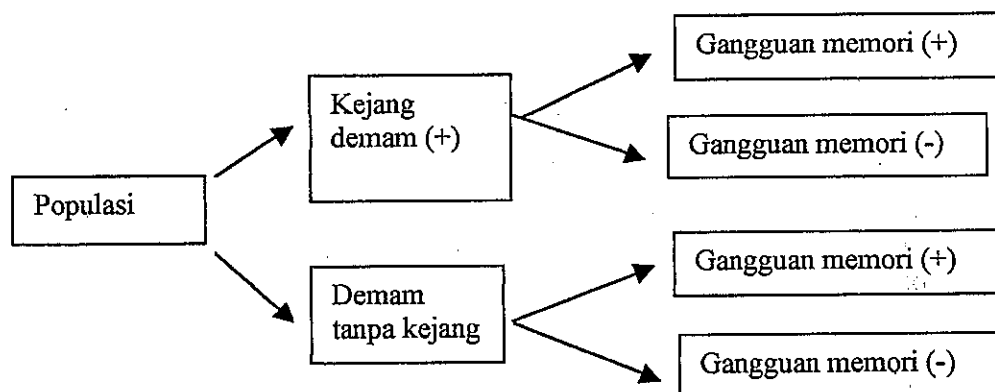 Populasi
Kejang
demam (+)
Demam
tanpa kejang
Gangguan memori (+)
Gangguan memori (-)
Gangguan memori (+)
Gangguan memori (-)